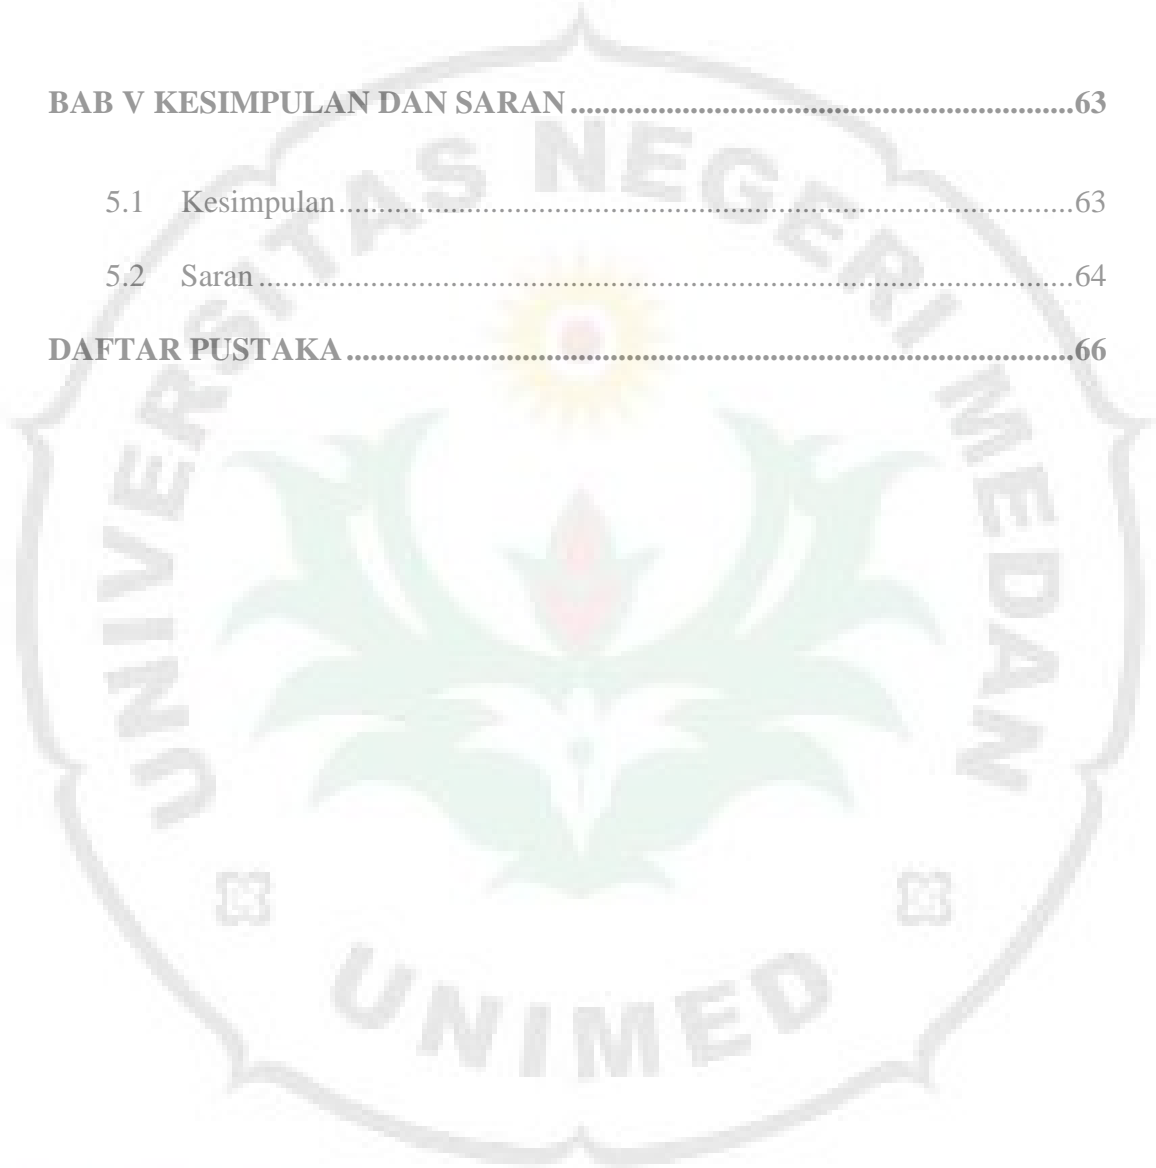 BAB V KESIMPULAN DAN SARAN ................................................................ 63
5.1 Kesimpulan ............................................................................................. 63
5.2 Saran ....................................................................................................... 64
DAFTAR PUSTAKA ............................................................................................ 66
UNIVERSITAS NEGERI MEDAN
UNIMED